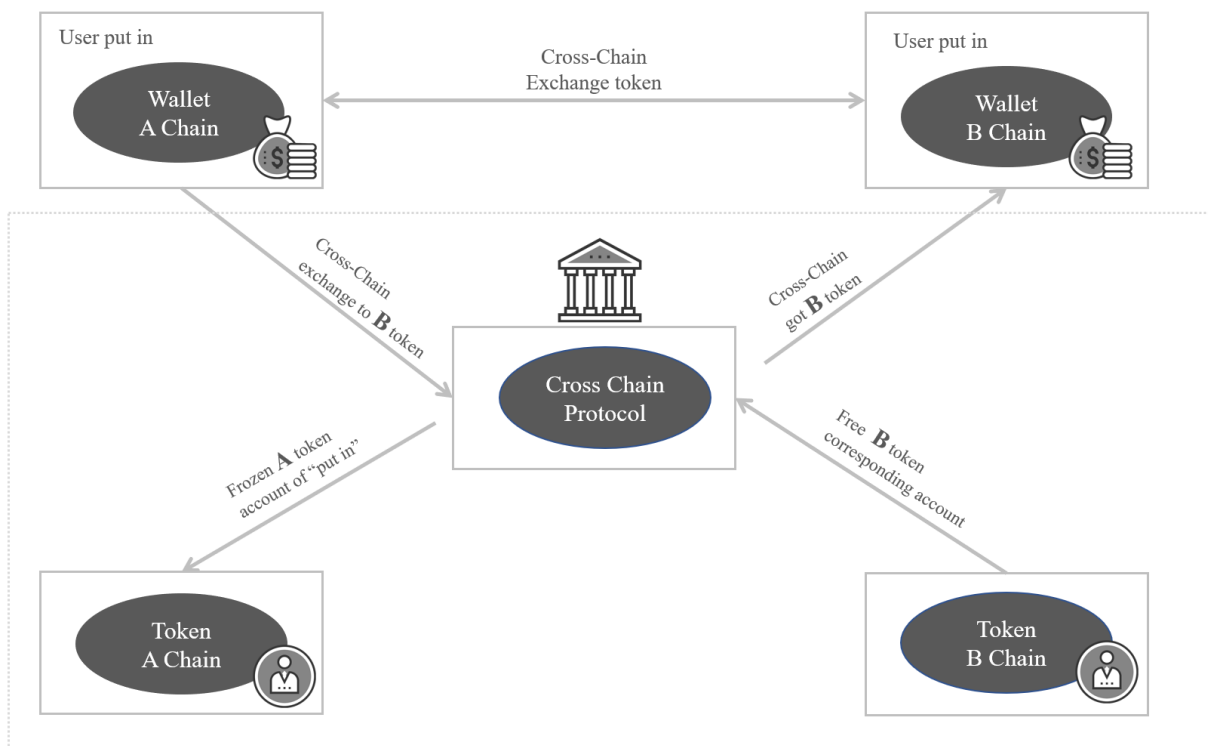 User put in
Wallet
A Chain
Cross-Chain
Exchange token
User put in
Wallet
B Chain
Cross-Chain
exchange to B token
Cross-Chain
got B token
Cross Chain
Protocol
Frozen A token
account of “put in”
Free B token
corresponding account
Token
A Chain
Token
B Chain